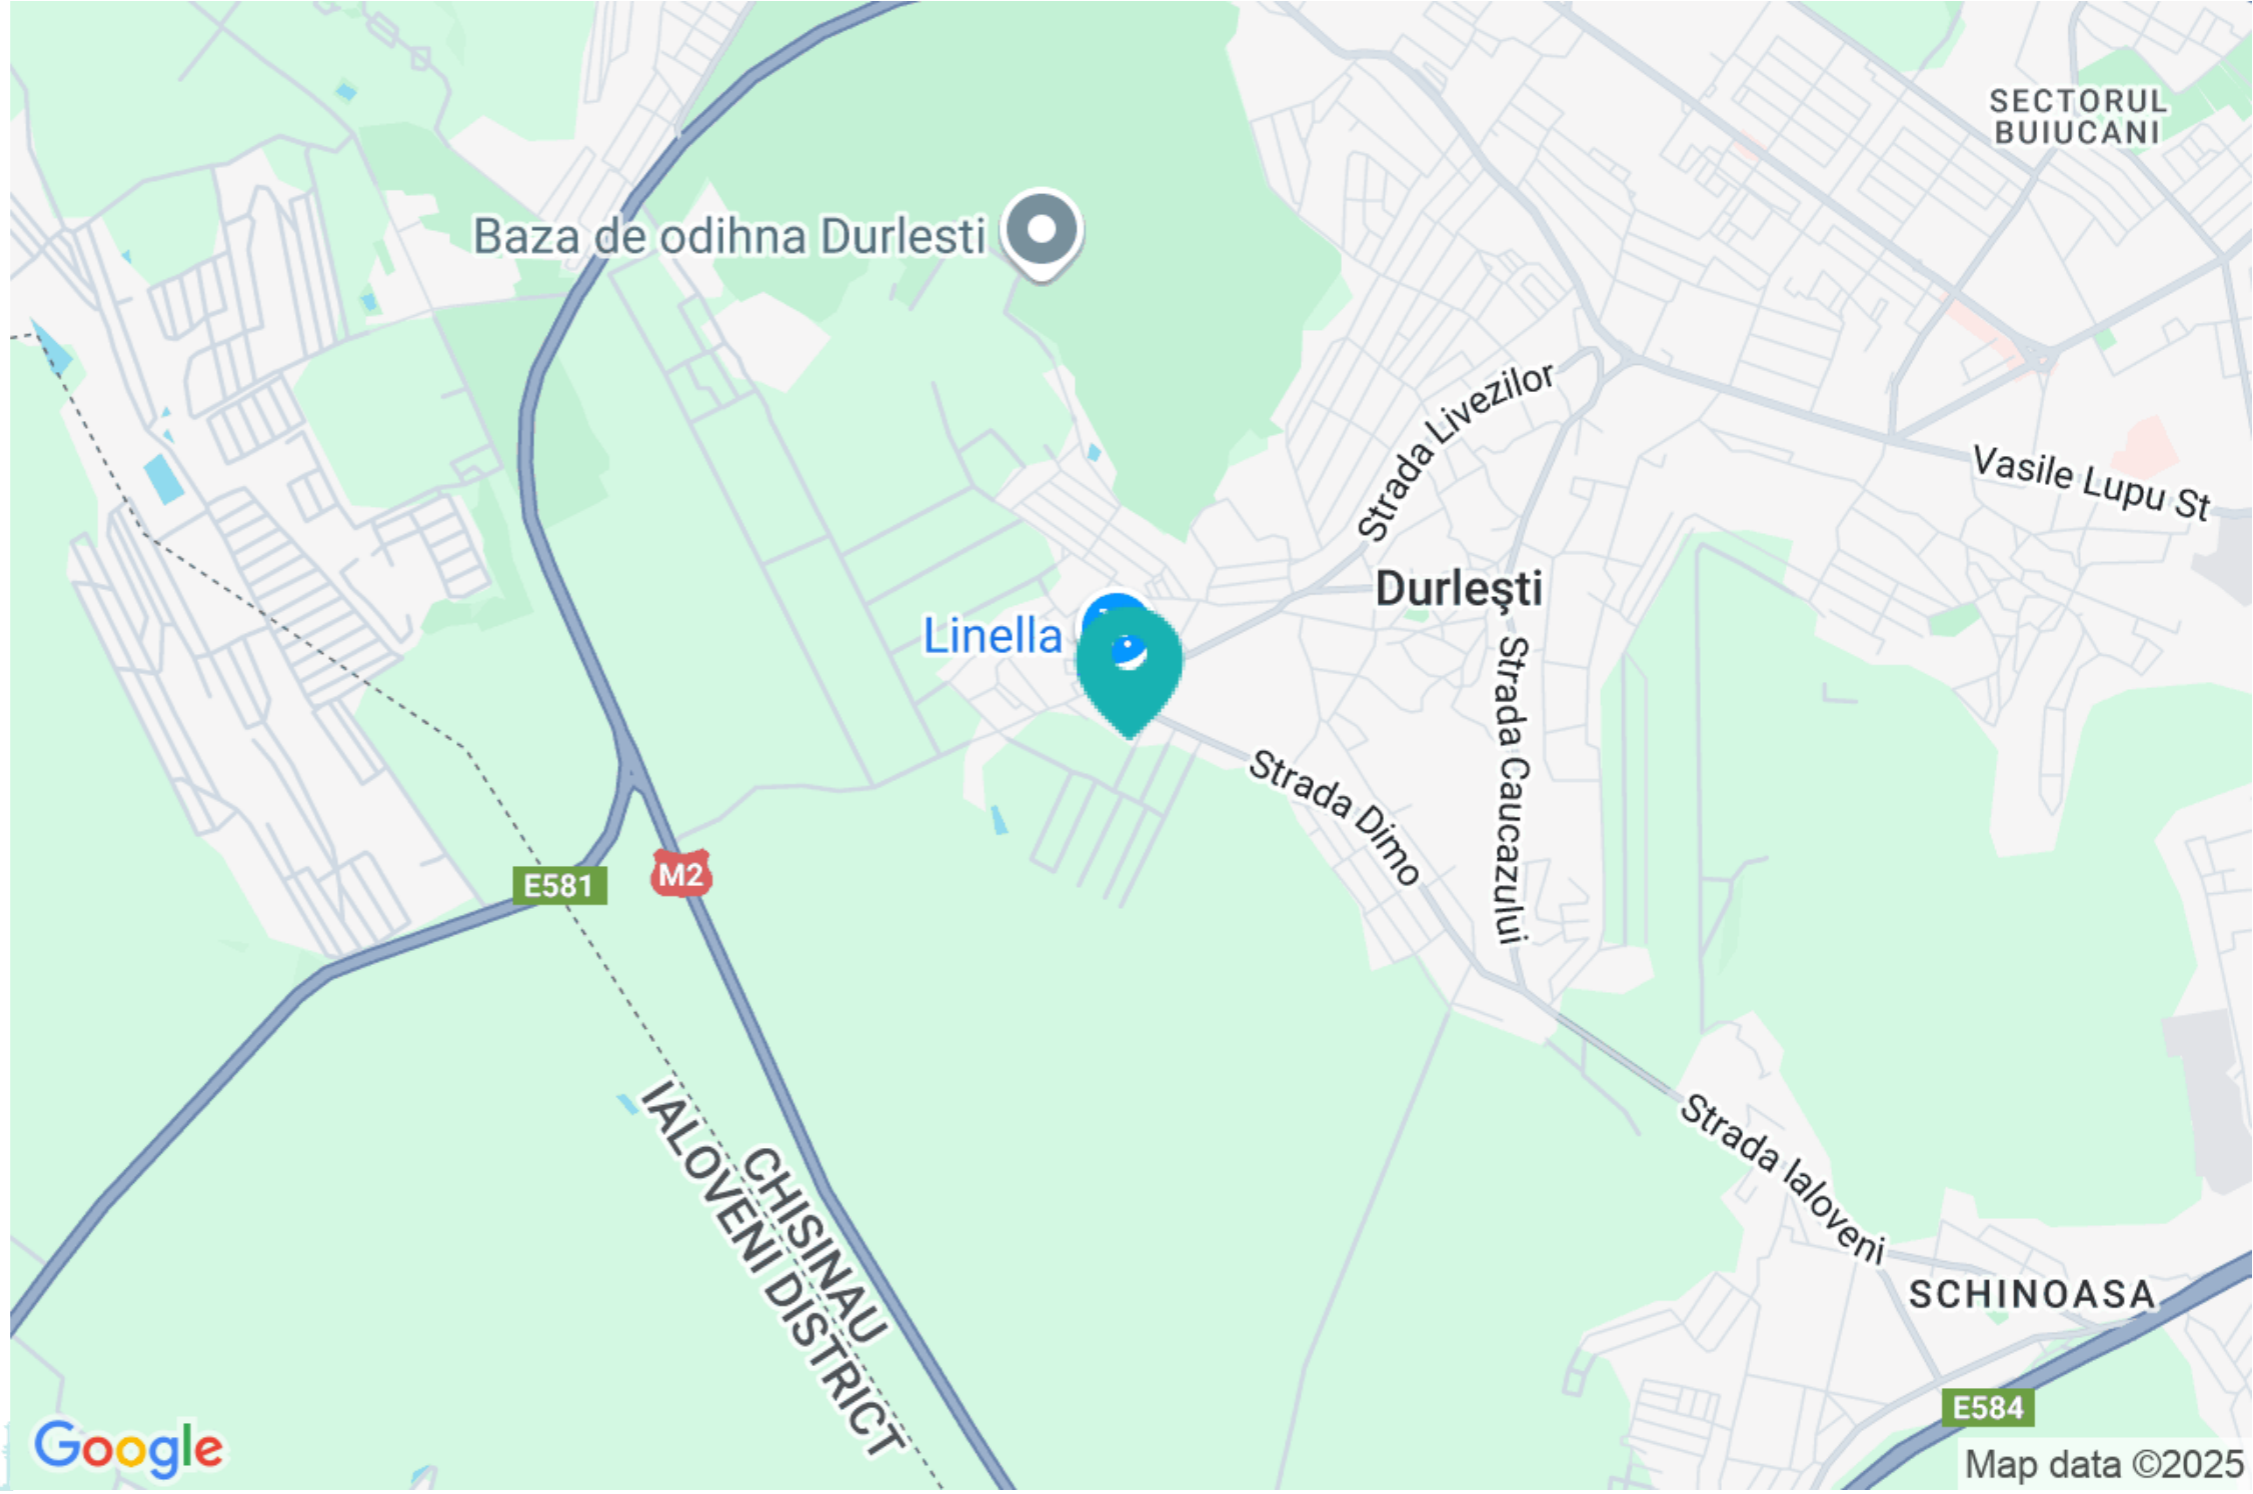 SECTORUL
BUIUCANI
Baza de odihna Durlesti
Strada Livezilor
Vasile Lupu St
Durleşti
Linella
Strada Caucazului
Strada Dimo
E581
M2
IALOVENI DISTRICT
CHISINAU
Strada Ialoveni
SCHINOASA
E584
Google
Map data ©2025